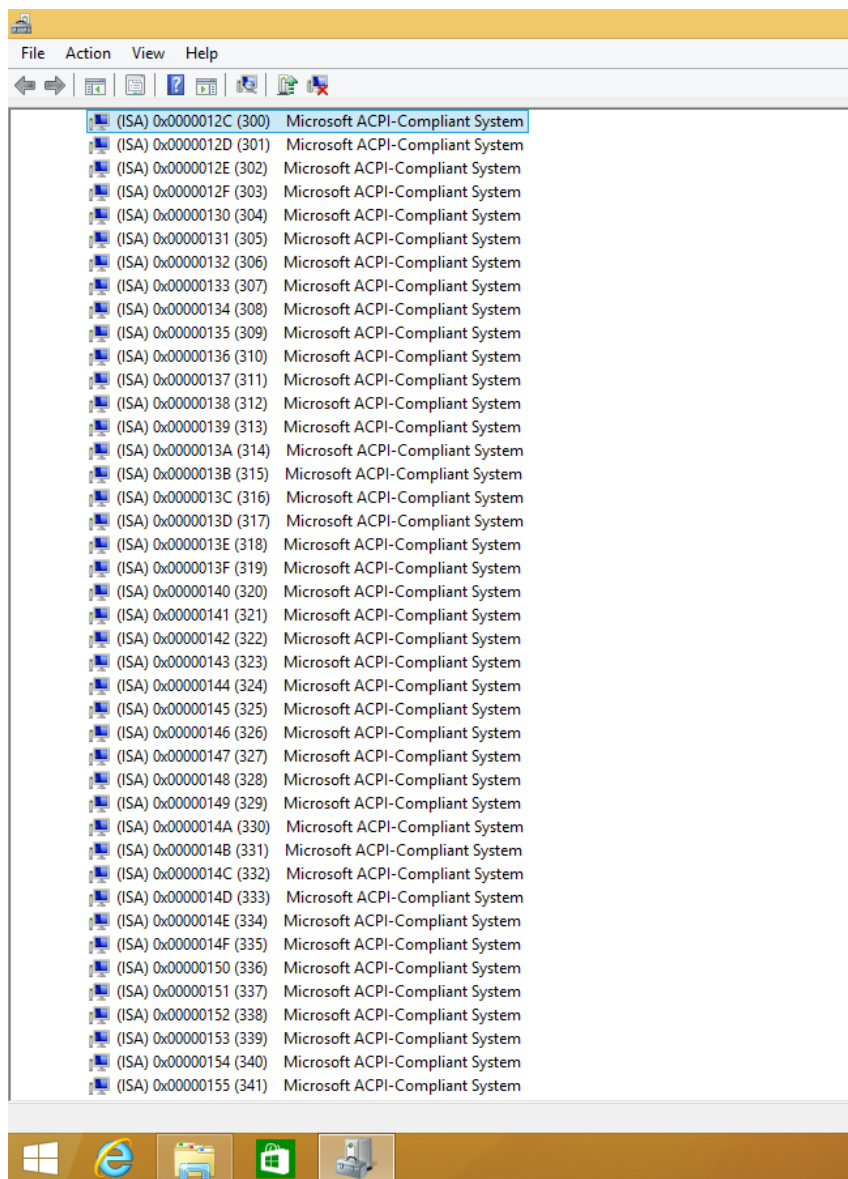 File Action View Help
(ISA) 0x0000012C (300) Microsoft ACPI-Compliant System
(ISA) 0x0000012D (301) Microsoft ACPI-Compliant System
(ISA) 0x0000012E (302) Microsoft ACPI-Compliant System
(ISA) 0x0000012F (303) Microsoft ACPI-Compliant System
(ISA) 0x00000130 (304) Microsoft ACPI-Compliant System
(ISA) 0x00000131 (305) Microsoft ACPI-Compliant System
(ISA) 0x00000132 (306) Microsoft ACPI-Compliant System
(ISA) 0x00000133 (307) Microsoft ACPI-Compliant System
(ISA) 0x00000134 (308) Microsoft ACPI-Compliant System
(ISA) 0x00000135 (309) Microsoft ACPI-Compliant System
(ISA) 0x00000136 (310) Microsoft ACPI-Compliant System
(ISA) 0x00000137 (311) Microsoft ACPI-Compliant System
(ISA) 0x00000138 (312) Microsoft ACPI-Compliant System
(ISA) 0x00000139 (313) Microsoft ACPI-Compliant System
(ISA) 0x0000013A (314) Microsoft ACPI-Compliant System
(ISA) 0x0000013B (315) Microsoft ACPI-Compliant System
(ISA) 0x0000013C (316) Microsoft ACPI-Compliant System
(ISA) 0x0000013D (317) Microsoft ACPI-Compliant System
(ISA) 0x0000013E (318) Microsoft ACPI-Compliant System
(ISA) 0x0000013F (319) Microsoft ACPI-Compliant System
(ISA) 0x00000140 (320) Microsoft ACPI-Compliant System
(ISA) 0x00000141 (321) Microsoft ACPI-Compliant System
(ISA) 0x00000142 (322) Microsoft ACPI-Compliant System
(ISA) 0x00000143 (323) Microsoft ACPI-Compliant System
(ISA) 0x00000144 (324) Microsoft ACPI-Compliant System
(ISA) 0x00000145 (325) Microsoft ACPI-Compliant System
(ISA) 0x00000146 (326) Microsoft ACPI-Compliant System
(ISA) 0x00000147 (327) Microsoft ACPI-Compliant System
(ISA) 0x00000148 (328) Microsoft ACPI-Compliant System
(ISA) 0x00000149 (329) Microsoft ACPI-Compliant System
(ISA) 0x0000014A (330) Microsoft ACPI-Compliant System
(ISA) 0x0000014B (331) Microsoft ACPI-Compliant System
(ISA) 0x0000014C (332) Microsoft ACPI-Compliant System
(ISA) 0x0000014D (333) Microsoft ACPI-Compliant System
(ISA) 0x0000014E (334) Microsoft ACPI-Compliant System
(ISA) 0x0000014F (335) Microsoft ACPI-Compliant System
(ISA) 0x00000150 (336) Microsoft ACPI-Compliant System
(ISA) 0x00000151 (337) Microsoft ACPI-Compliant System
(ISA) 0x00000152 (338) Microsoft ACPI-Compliant System
(ISA) 0x00000153 (339) Microsoft ACPI-Compliant System
(ISA) 0x00000154 (340) Microsoft ACPI-Compliant System
(ISA) 0x00000155 (341) Microsoft ACPI-Compliant System